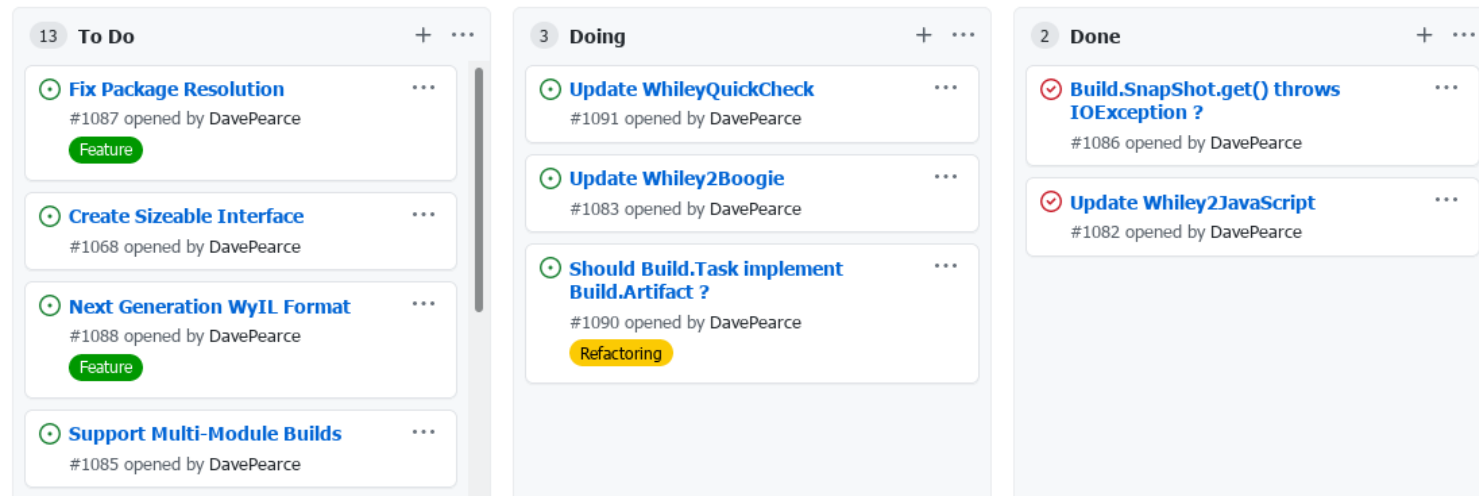 13 To Do
Fix Package Resolution
#1087 opened by DavePearce
Feature
Create Sizeable Interface
#1068 opened by DavePearce
Next Generation WyIL Format
#1088 opened by DavePearce
Feature
Support Multi-Module Builds
#1085 opened by DavePearce
3 Doing
Update WhileyQuickCheck
#1091 opened by DavePearce
Update Whiley2Boogie
#1083 opened by DavePearce
Should Build.Task implement
Build.Artifact ?
#1090 opened by DavePearce
Refactoring
2 Done
Build.SnapShot.get() throws
IOException ?
#1086 opened by DavePearce
Update Whiley2JavaScript
#1082 opened by DavePearce